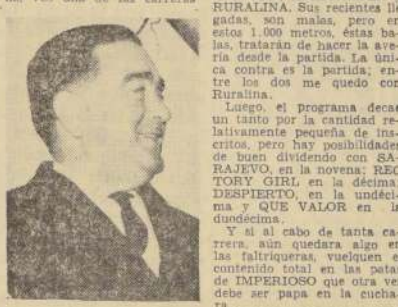 RURALINA. Sus recientes lle
gadas, son malas, pero en
estos 1.000 metros, éstas ba-
las, tratarán de hacer la ave-
ría desde la partida. La úni-
ca contra es la partida; en-
tre los dos me quedo con
Ruralina.
Luego, el programa decae
un tanto por la cantidad re-
lativamente pequeña de ins-
critos, pero hay posibilidades
de buen dividendo con SA-
RAJEVO, en la novena; REC
TORY GIRL en la décima
DESPIERTO, en la undéci-
ma y QUE VALOR en la
duodécima.
Y si al cabo de tanta ca-
rrera, aún quedara algo en
las faltriqueras, vuelquen e
contenido total en las patas
de IMPERIOSO que otra ve
debe ser papa en la cucha
ra